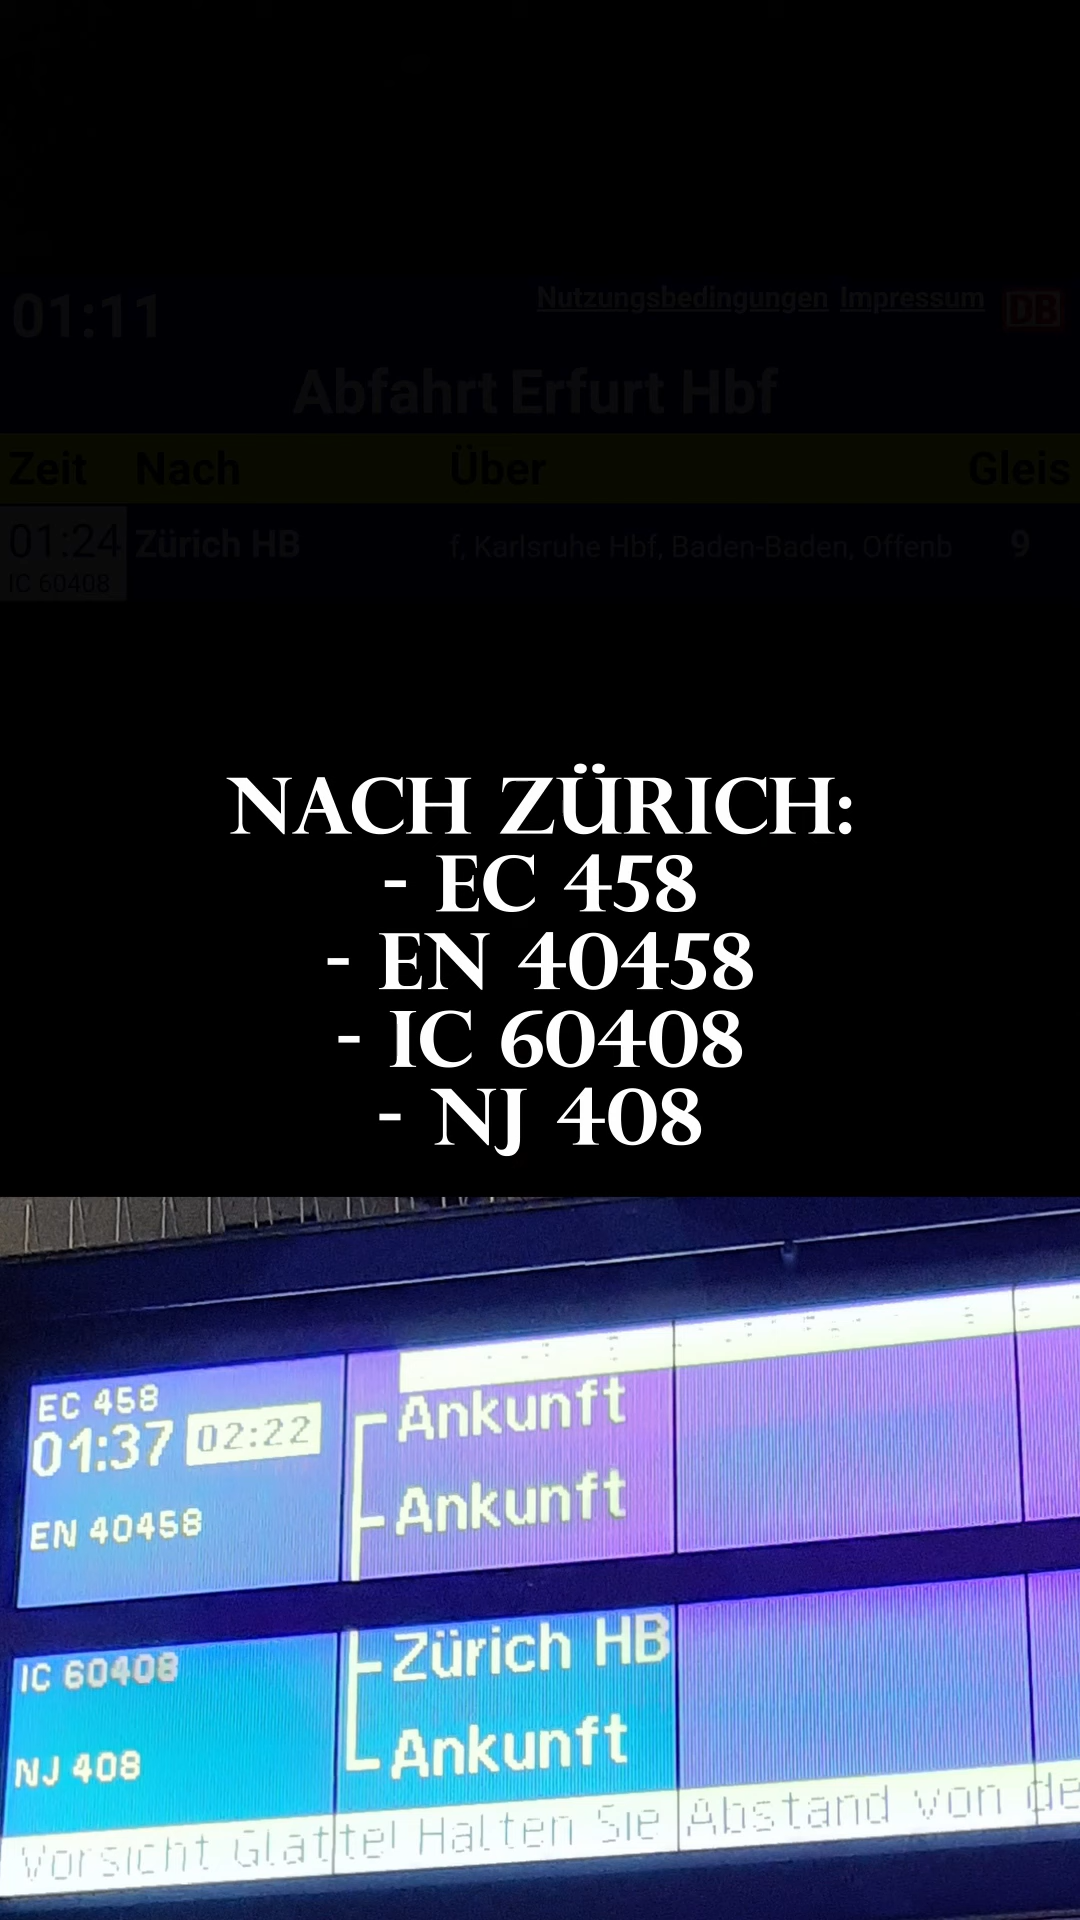 01:11
Nutzungsbedingungen Impressum DB
Abfahrt Erfurt Hbf
Zeit Nach Über Gleis
01:24 Zürich HB f, Karlsruhe Hbf, Baden-Baden, Offenb 9
IC 60408
NACH ZÜRICH:
- EC 458
- EN 40458
- IC 60408
- NJ 408
EC 458
01:37 02:22 Ankunft
EN 40458 Ankunft
IC 60408 Zürich HB
NJ 408 Ankunft
Vorsicht Glätte! Halten Sie Abstand von de